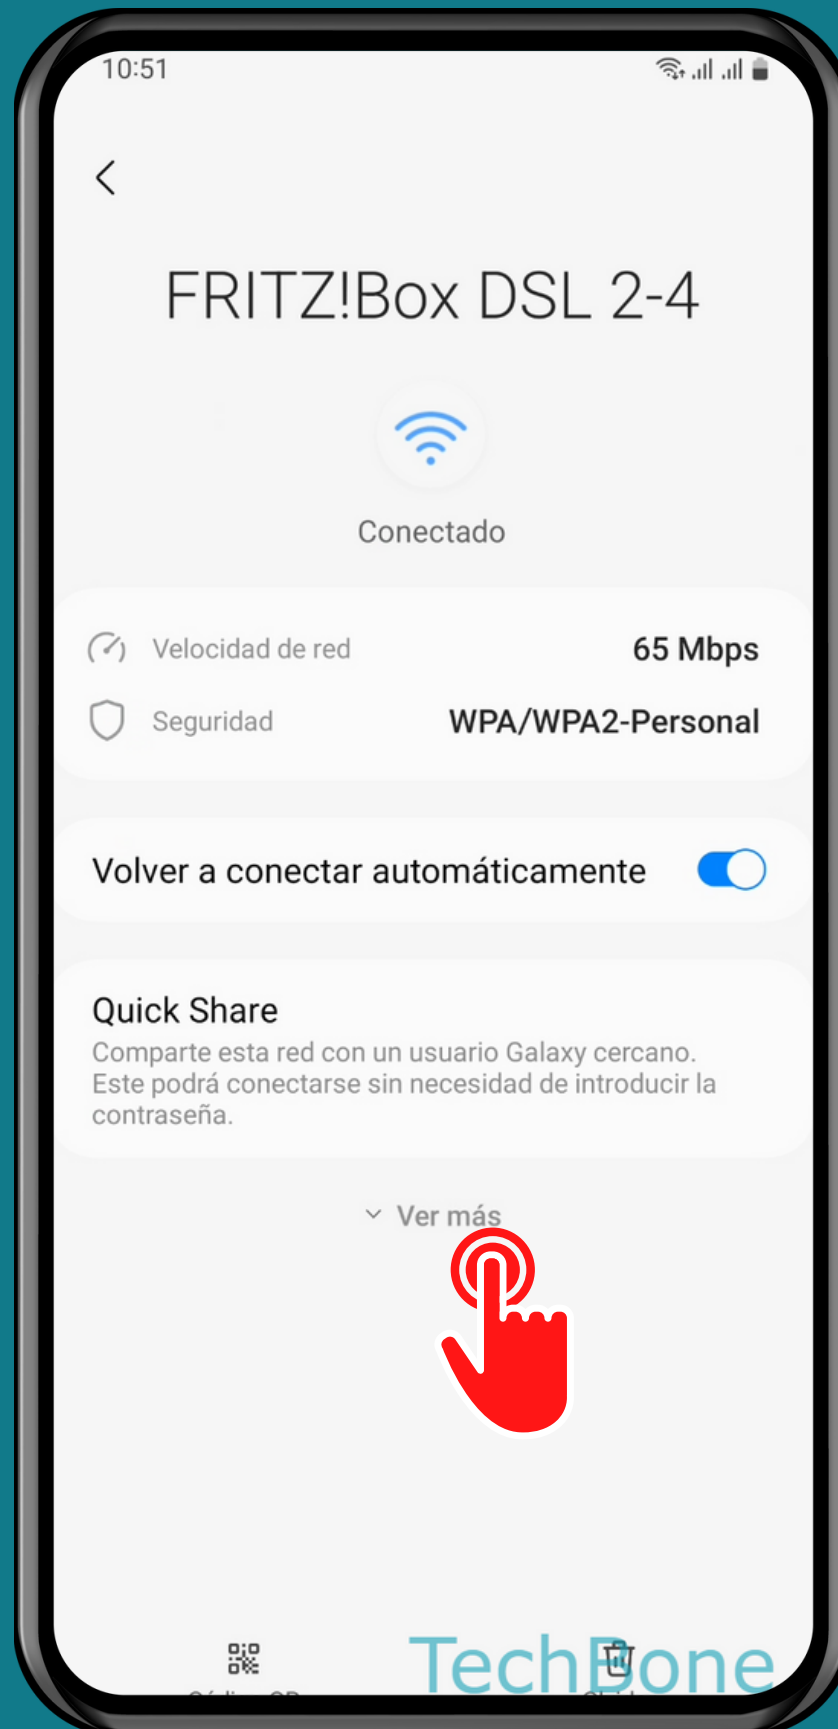 10:51
FRITZ!Box DSL 2-4
Conectado
Velocidad de red
65 Mbps
Seguridad
WPA/WPA2-Personal
Volver a conectar automáticamente
Quick Share
Comparte esta red con un usuario Galaxy cercano.
Este podrá conectarse sin necesidad de introducir la
contraseña.
Ver más
TechBone